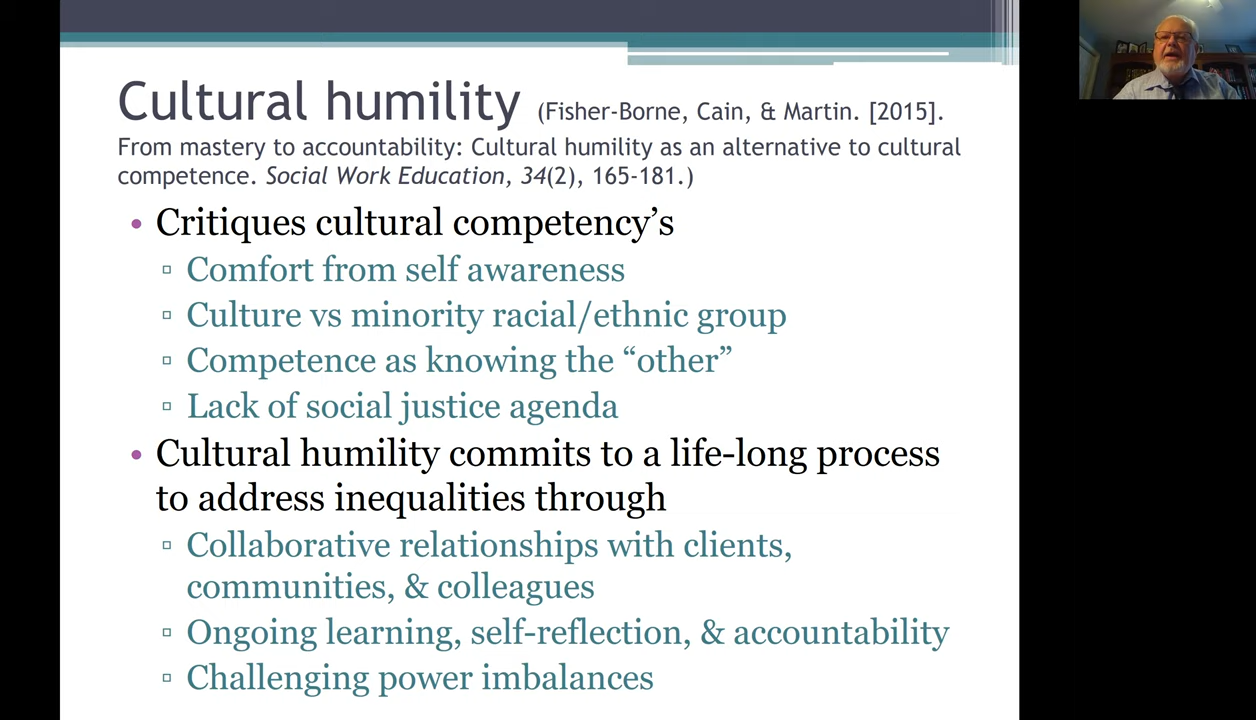 Cultural humility (Fisher-Borne, Cain, & Martin. [2015].
From mastery to accountability: Cultural humility as an alternative to cultural
competence. Social Work Education, 34(2), 165-181.)
• Critiques cultural competency’s
▫ Comfort from self awareness
▫ Culture vs minority racial/ethnic group
▫ Competence as knowing the “other”
▫ Lack of social justice agenda
• Cultural humility commits to a life-long process
to address inequalities through
▫ Collaborative relationships with clients,
communities, & colleagues
▫ Ongoing learning, self-reflection, & accountability
▫ Challenging power imbalances